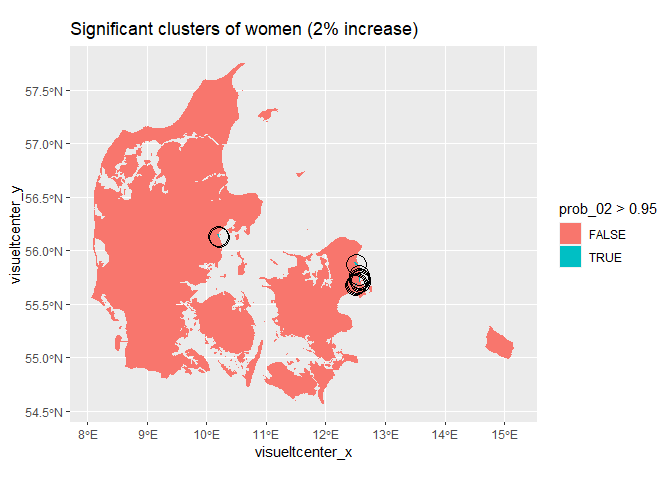 Significant clusters of women (2% increase)
57.5°N
57.0°N
56.5°N
56.0°N
55.5°N
55.0°N
54.5°N
visueltcenter_y
8°E 9°E 10°E 11°E 12°E 13°E 14°E 15°E
visueltcenter_x
prob_02 > 0.95
FALSE
TRUE